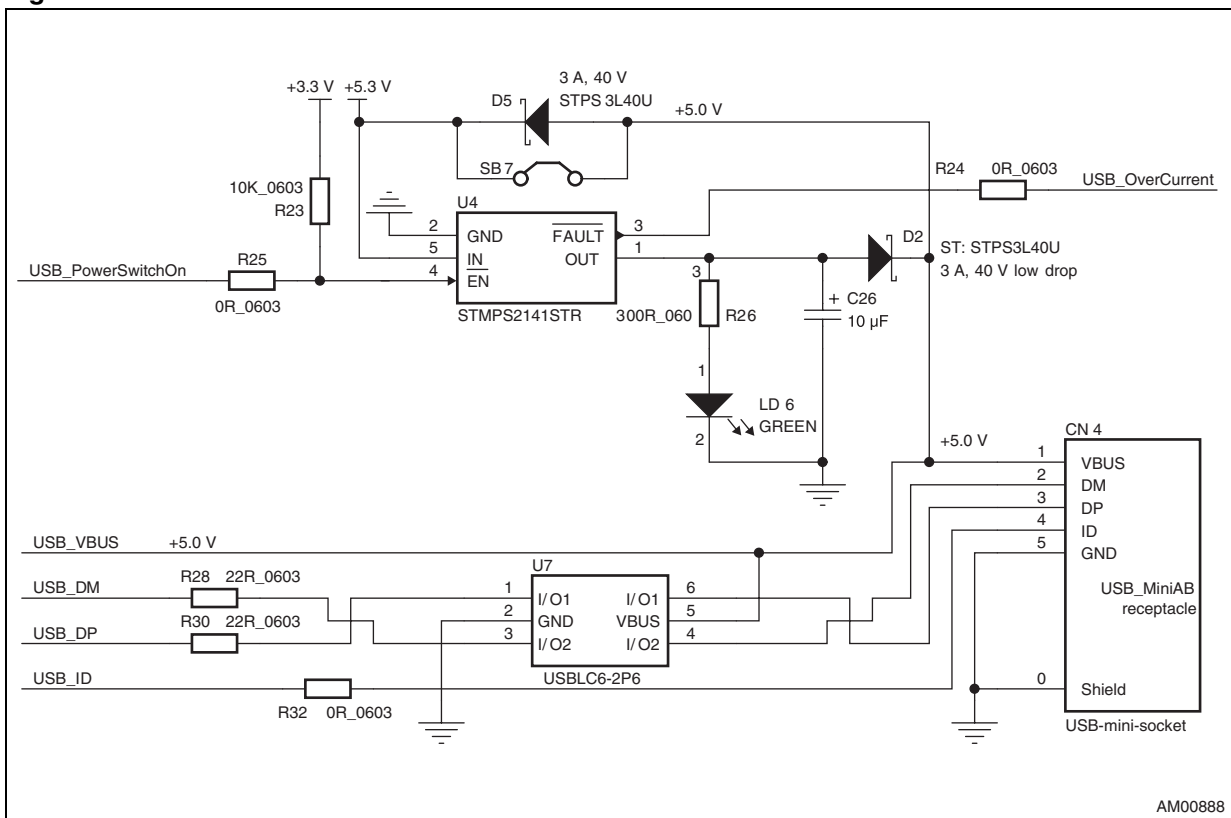 3 A, 40 V
+3.3 V +5.3 V
D5 STPS 3L40U
+5.0 V
SB 7
R24 0R_0603
USB_OverCurrent
10K_0603
R23
U4
2 GND FAULT 3
5 IN OUT 1
4 EN
STMPS2141STR
D2
ST: STPS3L40U
3 A, 40 V low drop
USB_PowerSwitchOn
R25
0R_0603
3
300R_060 R26
+ C26
10 µF
1
LD 6
GREEN
2
CN 4
+5.0 V
1 VBUS
2 DM
3 DP
4 ID
5 GND
USB_MiniAB
receptacle
0 Shield
USB-mini-socket
USB_VBUS +5.0 V
USB_DM R28 22R_0603
USB_DP R30 22R_0603
USB_ID
R32 0R_0603
U7
1 I/O1 I/O1 6
2 GND VBUS 5
3 I/O2 I/O2 4
USBLC6-2P6
AM00888